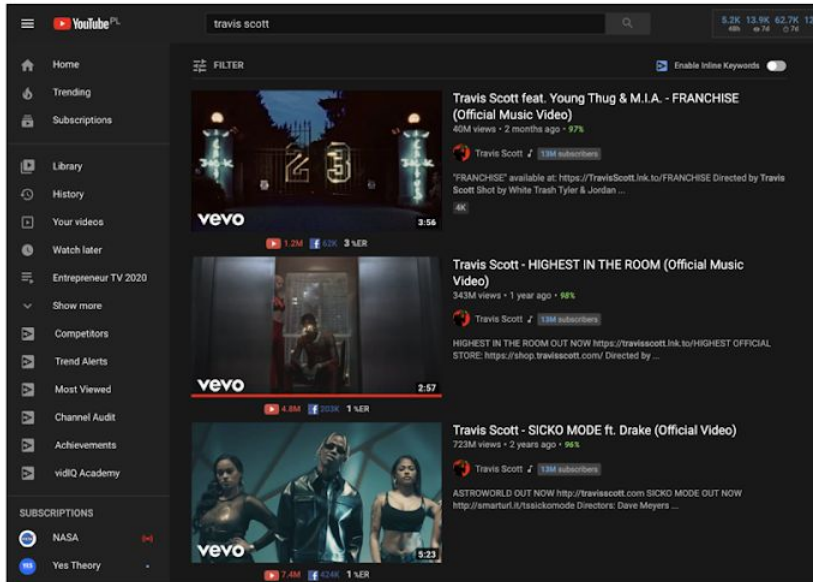 YouTube PL
travis scott
5.2K 13.9K 62.7K 12
48h 7d 7d
Home
Trending
Subscriptions
Library
History
Your videos
Watch later
Entrepreneur TV 2020
Show more
Competitors
Trend Alerts
Most Viewed
Channel Audit
Achievements
vidIQ Academy
SUBSCRIPTIONS
NASA
Yes Theory
FILTER
Enable Inline Keywords
23
vevo
3:56
1.2M 62K 3 %ER
Travis Scott feat. Young Thug & M.I.A. - FRANCHISE
(Official Music Video)
40M views • 2 months ago • 97%
Travis Scott 13M subscribers
"FRANCHISE" available at: https://TravisScott.lnk.to/FRANCHISE Directed by Travis
Scott Shot by White Trash Tyler & Jordan ...
4K
vevo
2:57
4.8M 203K 1 %ER
Travis Scott - HIGHEST IN THE ROOM (Official Music
Video)
343M views • 1 year ago • 98%
Travis Scott 13M subscribers
HIGHEST IN THE ROOM OUT NOW https://travisscott.lnk.to/HIGHEST OFFICIAL
STORE: https://shop.travisscott.com/ Directed by ...
vevo
5:23
7.4M 424K 1 %ER
Travis Scott - SICKO MODE ft. Drake (Official Video)
723M views • 2 years ago • 96%
Travis Scott 13M subscribers
ASTROWORLD OUT NOW http://travisscott.com SICKO MODE OUT NOW
http://smarturl.it/tssickomode Directors: Dave Meyers ...